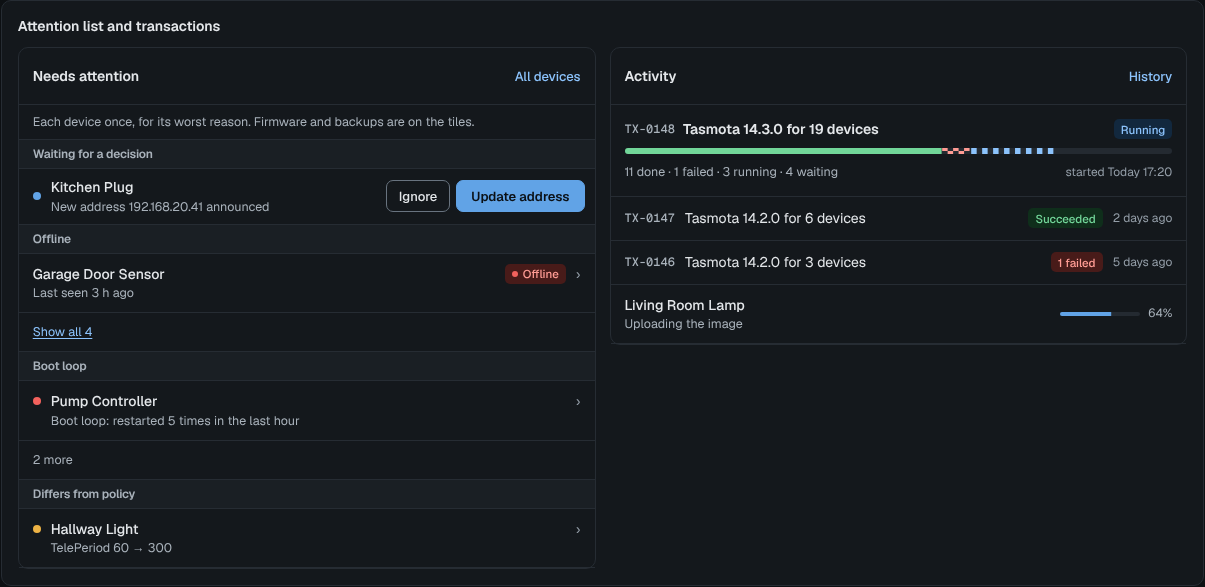 Attention list and transactions
Needs attention
All devices
Each device once, for its worst reason. Firmware and backups are on the tiles.
Waiting for a decision
Kitchen Plug
New address 192.168.20.41 announced
Ignore
Update address
Offline
Garage Door Sensor
Last seen 3 h ago
Offline
Show all 4
Boot loop
Pump Controller
Boot loop: restarted 5 times in the last hour
2 more
Differs from policy
Hallway Light
TelePeriod 60 → 300
Activity
History
TX-0148 Tasmota 14.3.0 for 19 devices
Running
11 done · 1 failed · 3 running · 4 waiting
started Today 17:20
TX-0147 Tasmota 14.2.0 for 6 devices
Succeeded 2 days ago
TX-0146 Tasmota 14.2.0 for 3 devices
1 failed 5 days ago
Living Room Lamp
Uploading the image
64%